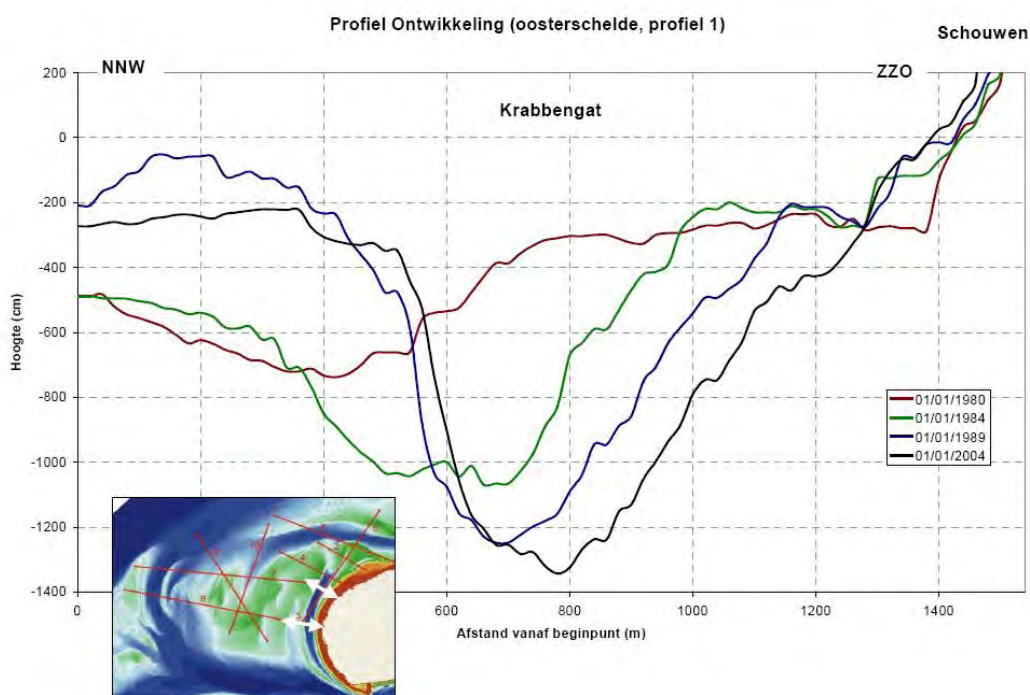 Profiel Ontwikkeling (oosterschelde, profiel 1)
Schouwen
NNW
ZZO
Krabbengat
Hoogte (cm)
200
0
-200
-400
-600
-800
-1000
-1200
-1400
01/01/1980
01/01/1984
01/01/1989
01/01/2004
0
600
800
1000
1200
1400
Afstand vanaf beginpunt (m)